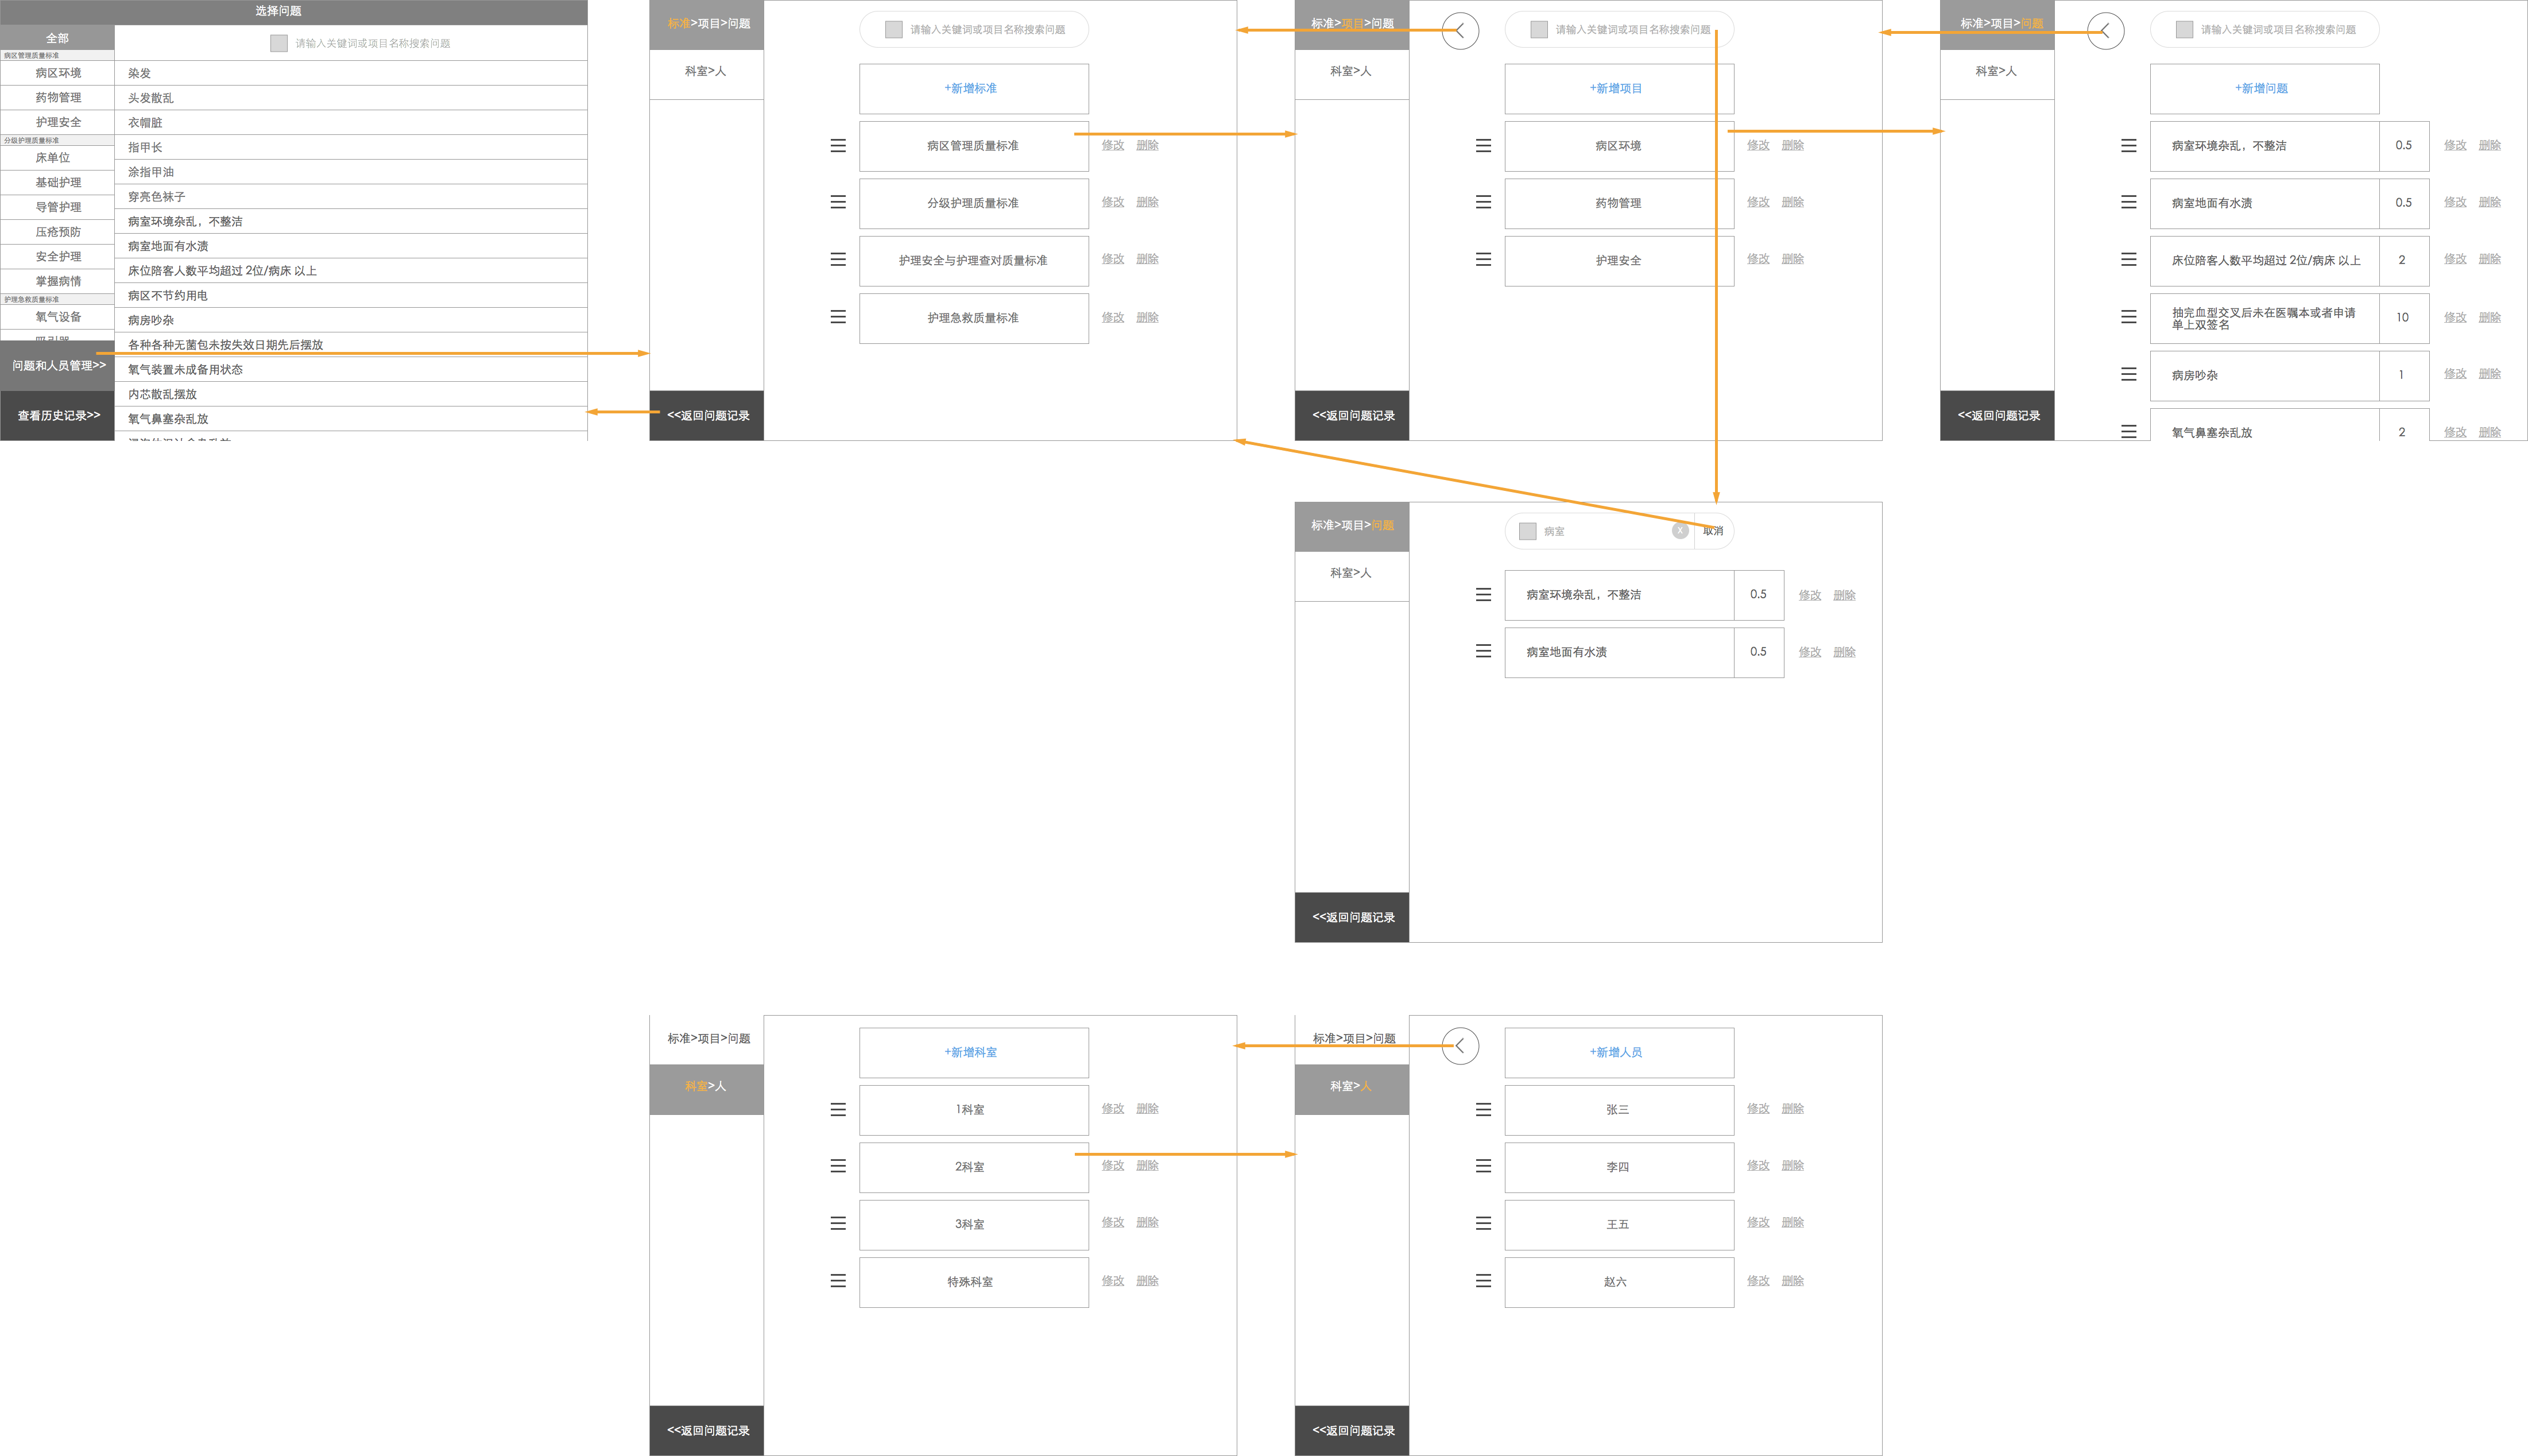 选择问题
全部
请输入关键词或项目名称搜索问题
病区管理质量标准
病区环境
药物管理
护理安全
分级护理质量标准
床单位
基础护理
导管护理
压疮预防
安全护理
掌握病情
护理急救质量标准
氧气设备
问题和人员管理>>
查看历史记录>>
染发
头发散乱
衣帽脏
指甲长
涂指甲油
穿亮色袜子
病室环境杂乱，不整洁
病室地面有水渍
床位陪客人数平均超过 2位/病床 以上
病区不节约用电
病房吵杂
各种各种无菌包未按失效日期先后摆放
氧气装置未成备用状态
内芯散乱摆放
氧气鼻塞杂乱放
标准>项目>问题
科室>人
<<返回问题记录
请输入关键词或项目名称搜索问题
+新增标准
病区管理质量标准 修改 删除
分级护理质量标准 修改 删除
护理安全与护理查对质量标准 修改 删除
护理急救质量标准 修改 删除
标准>项目>问题
科室>人
<<返回问题记录
请输入关键词或项目名称搜索问题
+新增项目
病区环境 修改 删除
药物管理 修改 删除
护理安全 修改 删除
标准>项目>问题
科室>人
<<返回问题记录
请输入关键词或项目名称搜索问题
+新增问题
病室环境杂乱，不整洁 0.5 修改 删除
病室地面有水渍 0.5 修改 删除
床位陪客人数平均超过 2位/病床 以上 2 修改 删除
抽完血型交叉后未在医嘱本或者申请
单上双签名 10 修改 删除
病房吵杂 1 修改 删除
氧气鼻塞杂乱放 2 修改 删除
标准>项目>问题
科室>人
<<返回问题记录
病室 X 取消
病室环境杂乱，不整洁 0.5 修改 删除
病室地面有水渍 0.5 修改 删除
标准>项目>问题
科室>人
<<返回问题记录
+新增科室
1科室 修改 删除
2科室 修改 删除
3科室 修改 删除
特殊科室 修改 删除
标准>项目>问题
科室>人
<<返回问题记录
+新增人员
张三 修改 删除
李四 修改 删除
王五 修改 删除
赵六 修改 删除